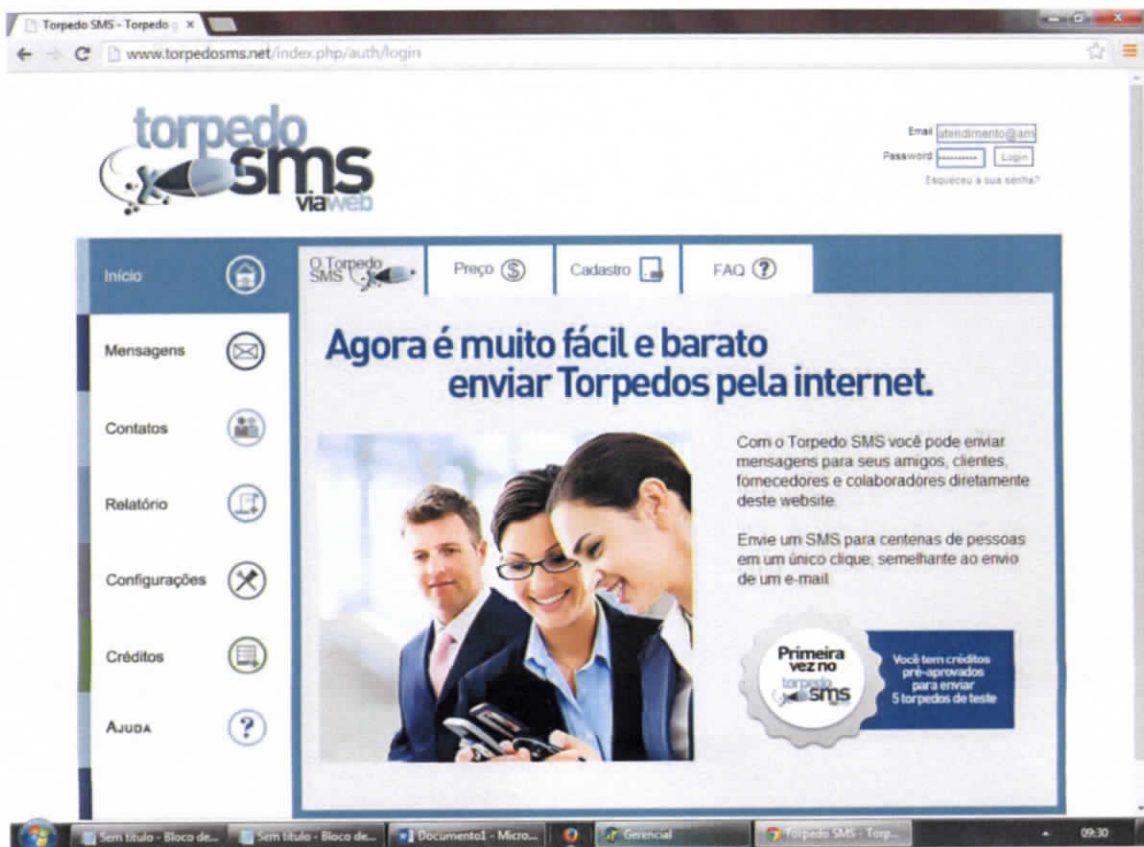 Torpedo SMS - Torpedo
www.torpedosms.net/index.php/auth/login
torpedo
sms
viaweb
Email atendimento@ans
Password Login
Esqueceu a sua senha?
Início
O Torpedo
SMS
Preço
Cadastro
FAQ
Mensagens
Contatos
Relatório
Configurações
Créditos
AJUDA
Agora é muito fácil e barato
enviar Torpedos pela internet.
Com o Torpedo SMS você pode enviar
mensagens para seus amigos, clientes,
fornecedores e colaboradores diretamente
deste website.
Envie um SMS para centenas de pessoas
em um único clique, semelhante ao envio
de um e-mail
Primeira
vez no
torpedo
sms
Você tem créditos
pré-aprovados
para enviar
5 torpedos de teste
Sem título - Bloco de...
Sem título - Bloco de...
Documento1 - Micro...
Gerencial
Torpedo SMS - Torp...
09:30